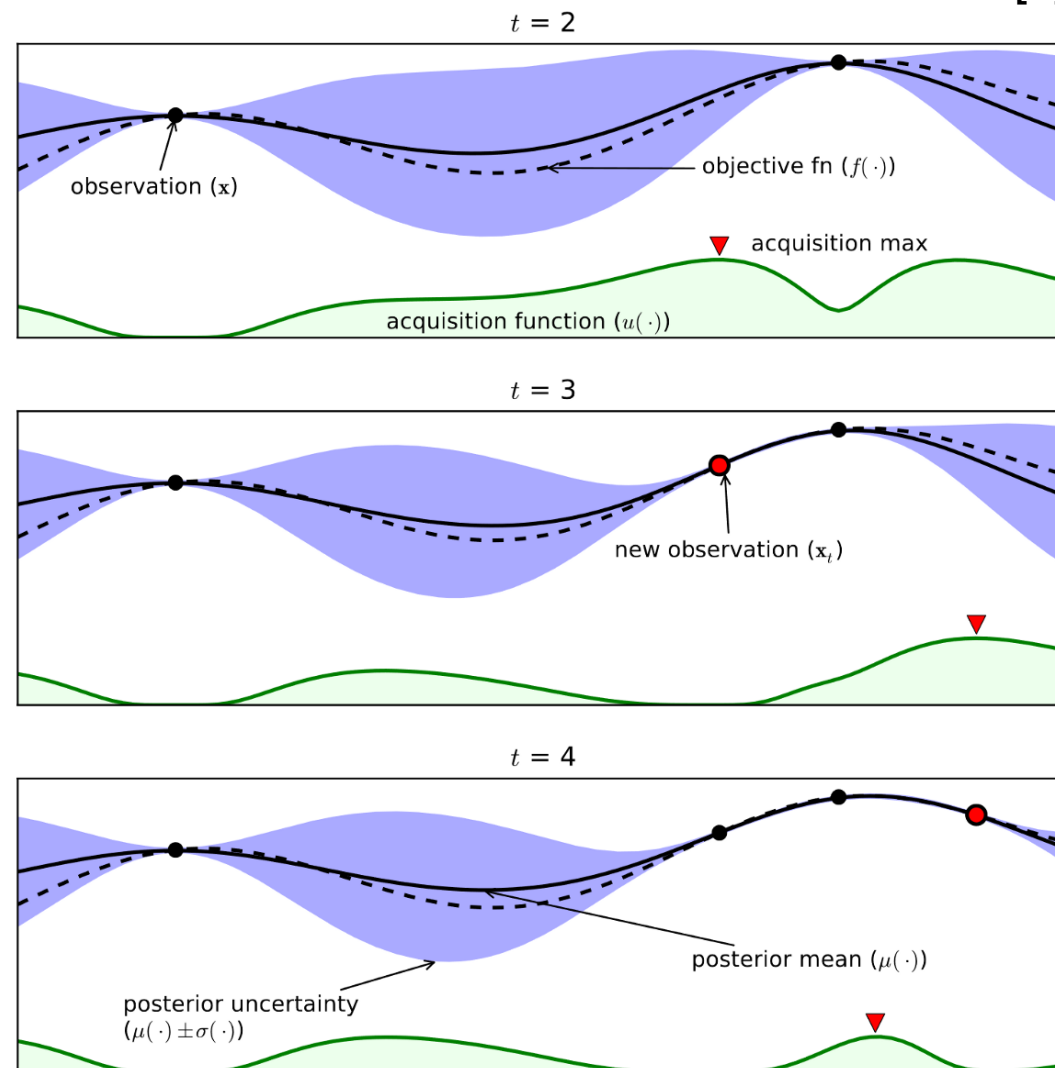 t = 2
observation (x)
objective fn (f(·))
acquisition max
acquisition function (u(·))
t = 3
new observation (xₜ)
t = 4
posterior mean (μ(·))
posterior uncertainty
(μ(·) ±σ(·))